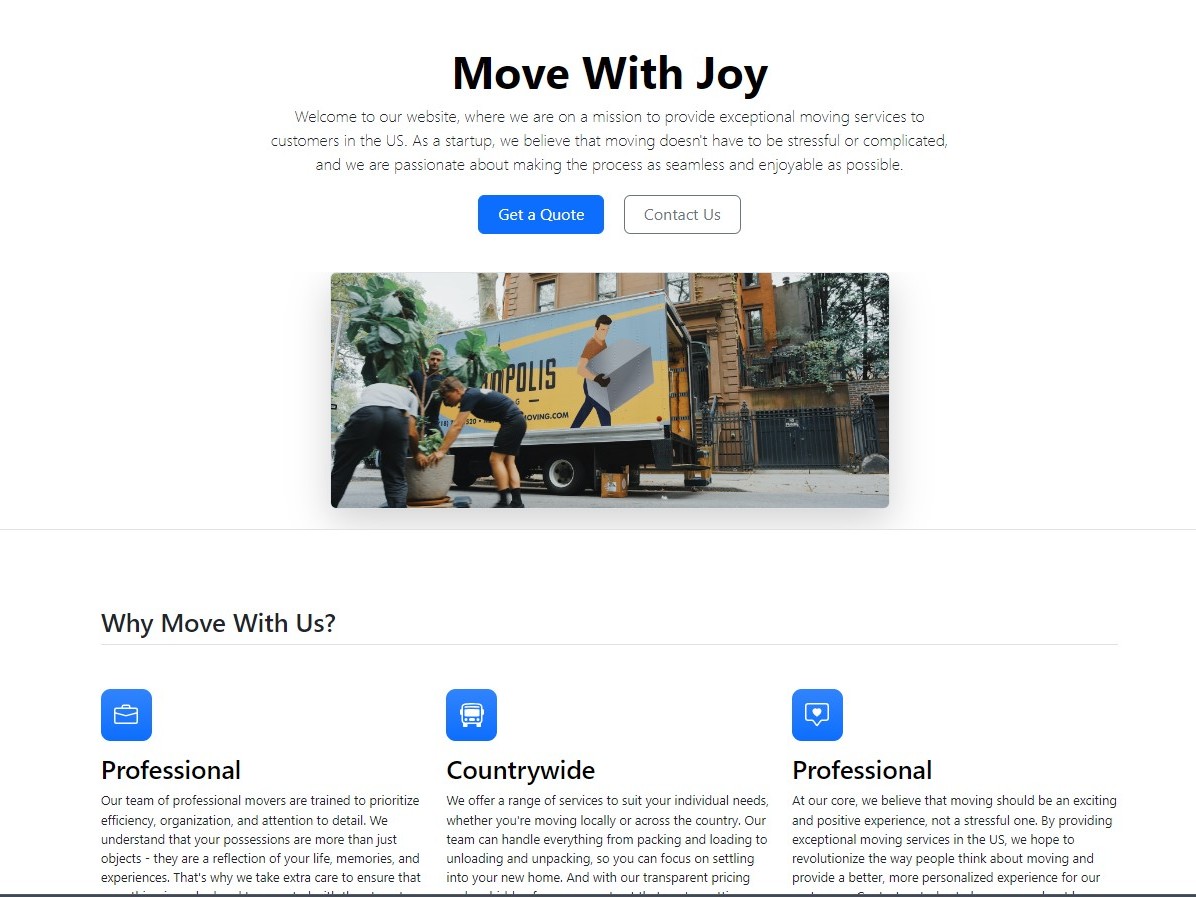 Move With Joy
Welcome to our website, where we are on a mission to provide exceptional moving services to
customers in the US. As a startup, we believe that moving doesn't have to be stressful or complicated,
and we are passionate about making the process as seamless and enjoyable as possible.
Get a Quote
Contact Us
OLIS
OVING.COM
Why Move With Us?
Professional
Our team of professional movers are trained to prioritize
efficiency, organization, and attention to detail. We
understand that your possessions are more than just
objects - they are a reflection of your life, memories, and
experiences. That's why we take extra care to ensure that
Countrywide
We offer a range of services to suit your individual needs,
whether you're moving locally or across the country. Our
team can handle everything from packing and loading to
unloading and unpacking, so you can focus on settling
into your new home. And with our transparent pricing
Professional
At our core, we believe that moving should be an exciting
and positive experience, not a stressful one. By providing
exceptional moving services in the US, we hope to
revolutionize the way people think about moving and
provide a better, more personalized experience for our